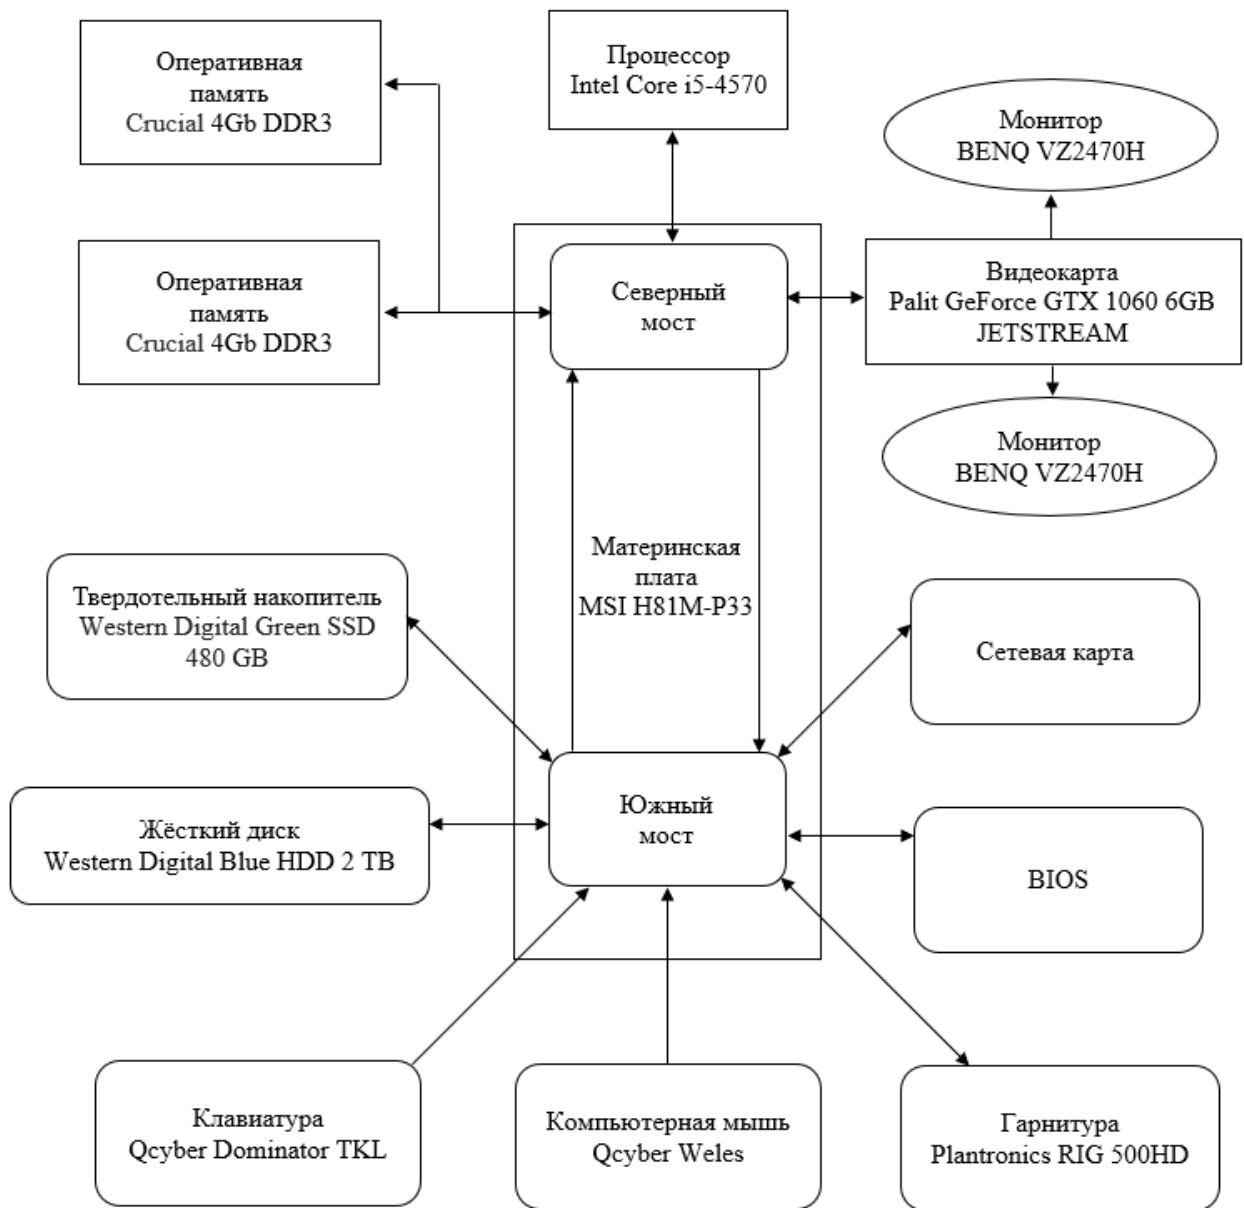 Оперативная
память
Crucial 4Gb DDR3
Процессор
Intel Core i5-4570
Монитор
BENQ VZ2470H
Оперативная
память
Crucial 4Gb DDR3
Северный
мост
Видеокарта
Palit GeForce GTX 1060 6GB
JETSTREAM
Монитор
BENQ VZ2470H
Материнская
плата
MSI H81M-P33
Твердотельный накопитель
Western Digital Green SSD
480 GB
Сетевая карта
Жёсткий диск
Western Digital Blue HDD 2 TB
Южный
мост
BIOS
Клавиатура
Qcyber Dominator TKL
Компьютерная мышь
Qcyber Weles
Гарнитура
Plantronics RIG 500HD